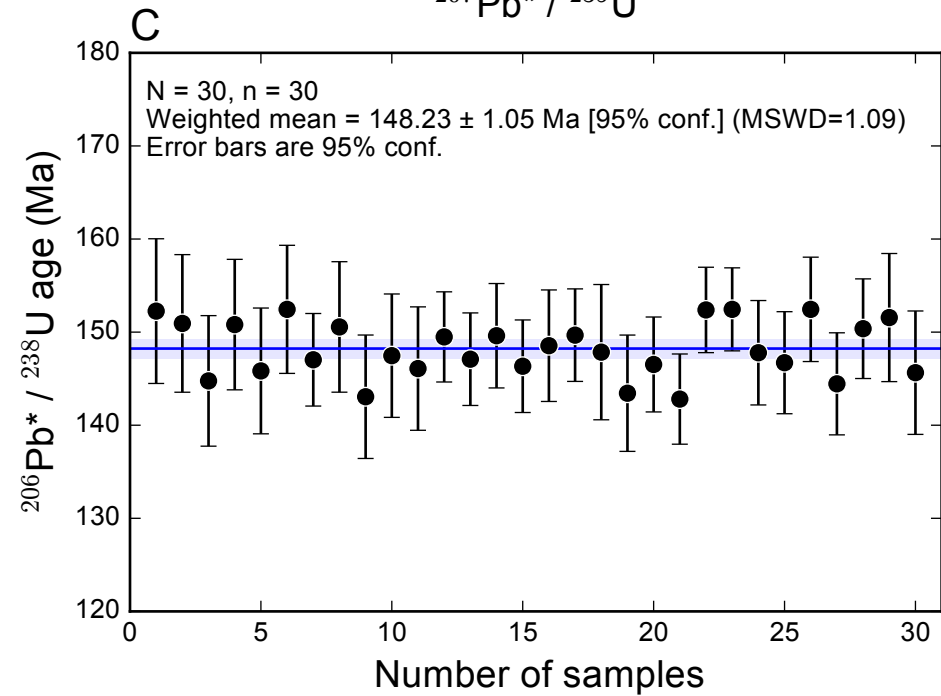 Pb* / U
C
180
N = 30, n = 30
Weighted mean = 148.23 ± 1.05 Ma [95% conf.] (MSWD=1.09)
170
Error bars are 95% conf.
160
150
140
130
120
²⁰⁶Pb* / ²³⁸U age (Ma)
0 5 10 15 20 25 30
Number of samples